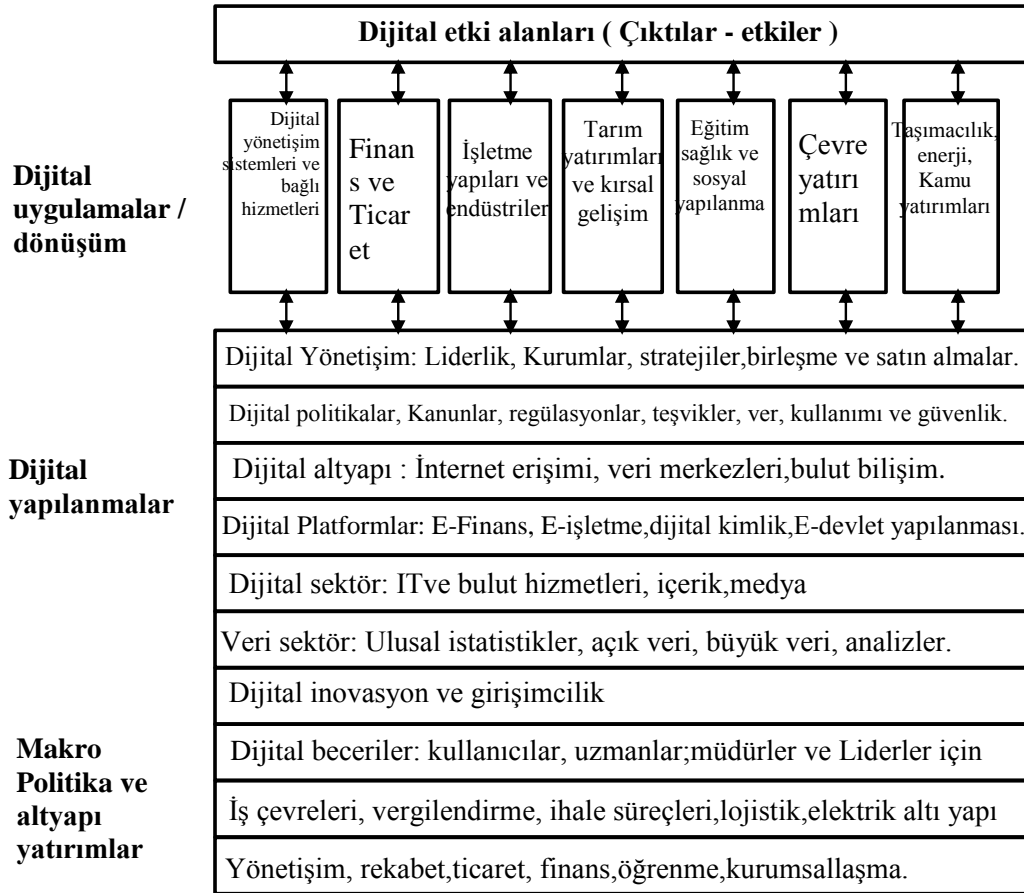 Dijital etki alanları ( Çıktılar - etkiler )
Dijital
uygulamalar /
dönüşüm
Dijital
yönetişim
sistemleri ve
bağlı
hizmetleri
Finan
s ve
Ticar
et
İşletme
yapıları ve
endüstriler
Tarım
yatırımları
ve kırsal
gelişim
Eğitim
sağlık ve
sosyal
yapılanma
Çevre
yatırı
mları
Taşımacılık,
enerji,
Kamu
yatırımları
Dijital
yapılanmalar
Dijital Yönetişim: Liderlik, Kurumlar, stratejiler,birleşme ve satın almalar.
Dijital politikalar, Kanunlar, regülasyonlar, teşvikler, ver, kullanımı ve güvenlik.
Dijital altyapı : İnternet erişimi, veri merkezleri,bulut bilişim.
Dijital Platformlar: E-Finans, E-işletme,dijital kimlik,E-devlet yapılanması.
Dijital sektör: ITve bulut hizmetleri, içerik,medya
Veri sektör: Ulusal istatistikler, açık veri, büyük veri, analizler.
Dijital inovasyon ve girişimcilik
Makro
Politika ve
altyapı
yatırımlar
Dijital beceriler: kullanıcılar, uzmanlar;müdürler ve Liderler için
İş çevreleri, vergilendirme, ihale süreçleri,lojistik,elektrik altı yapı
Yönetişim, rekabet,ticaret, finans,öğrenme,kurumsallaşma.